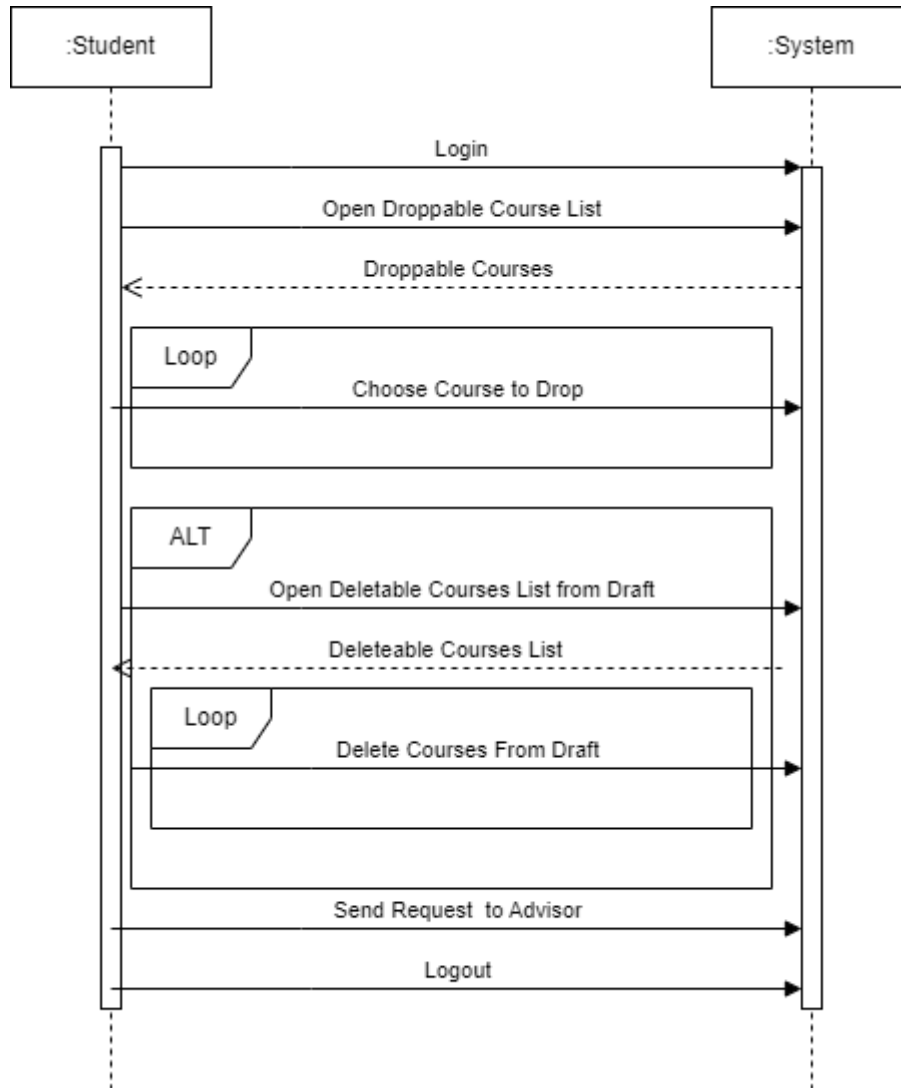 :Student
:System
Login
Open Droppable Course List
Droppable Courses
Loop
Choose Course to Drop
ALT
Open Deletable Courses List from Draft
Deleteable Courses List
Loop
Delete Courses From Draft
Send Request to Advisor
Logout